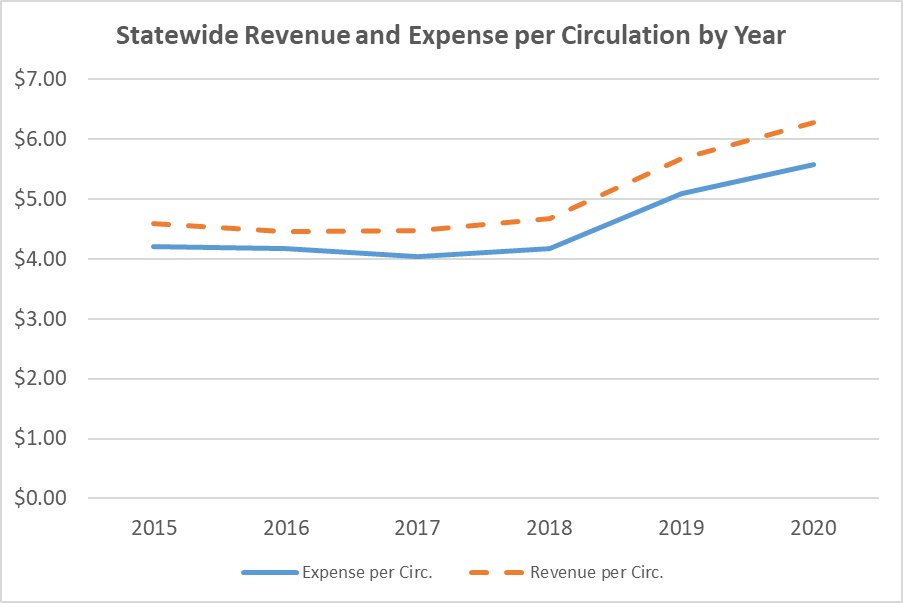 Statewide Revenue and Expense per Circulation by Year
$7.00
$6.00
$5.00
$4.00
$3.00
$2.00
$1.00
$0.00
2015 2016 2017 2018 2019 2020
Expense per Circ. Revenue per Circ.